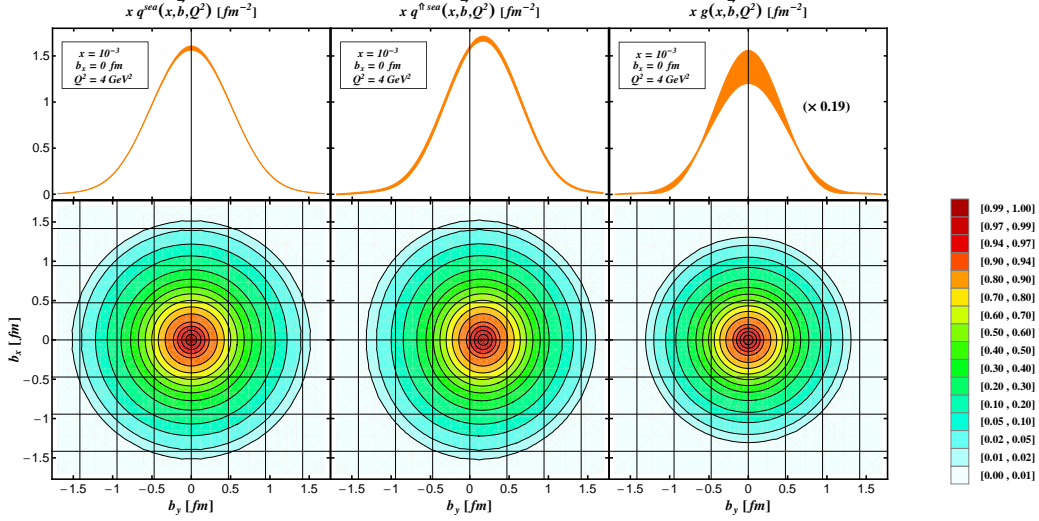 x q^sea(x,b⃗,Q²) [fm⁻²]
x q^⇑ sea(x,b⃗,Q²) [fm⁻²]
x g(x,b⃗,Q²) [fm⁻²]
x = 10⁻³
b_x = 0 fm
Q² = 4 GeV²
x = 10⁻³
b_x = 0 fm
Q² = 4 GeV²
x = 10⁻³
b_x = 0 fm
Q² = 4 GeV²
(× 0.19)
1.5
1
0.5
0
1.5
1
0.5
0
−0.5
−1
−1.5
b_x [fm]
−1.5 −1 −0.5 0 0.5 1 1.5
−1.5 −1 −0.5 0 0.5 1 1.5
−1.5 −1 −0.5 0 0.5 1 1.5
b_y [fm]
b_y [fm]
b_y [fm]
[0.99 , 1.00]
[0.97 , 0.99]
[0.94 , 0.97]
[0.90 , 0.94]
[0.80 , 0.90]
[0.70 , 0.80]
[0.60 , 0.70]
[0.50 , 0.60]
[0.40 , 0.50]
[0.30 , 0.40]
[0.20 , 0.30]
[0.10 , 0.20]
[0.05 , 0.10]
[0.02 , 0.05]
[0.01 , 0.02]
[0.00 , 0.01]